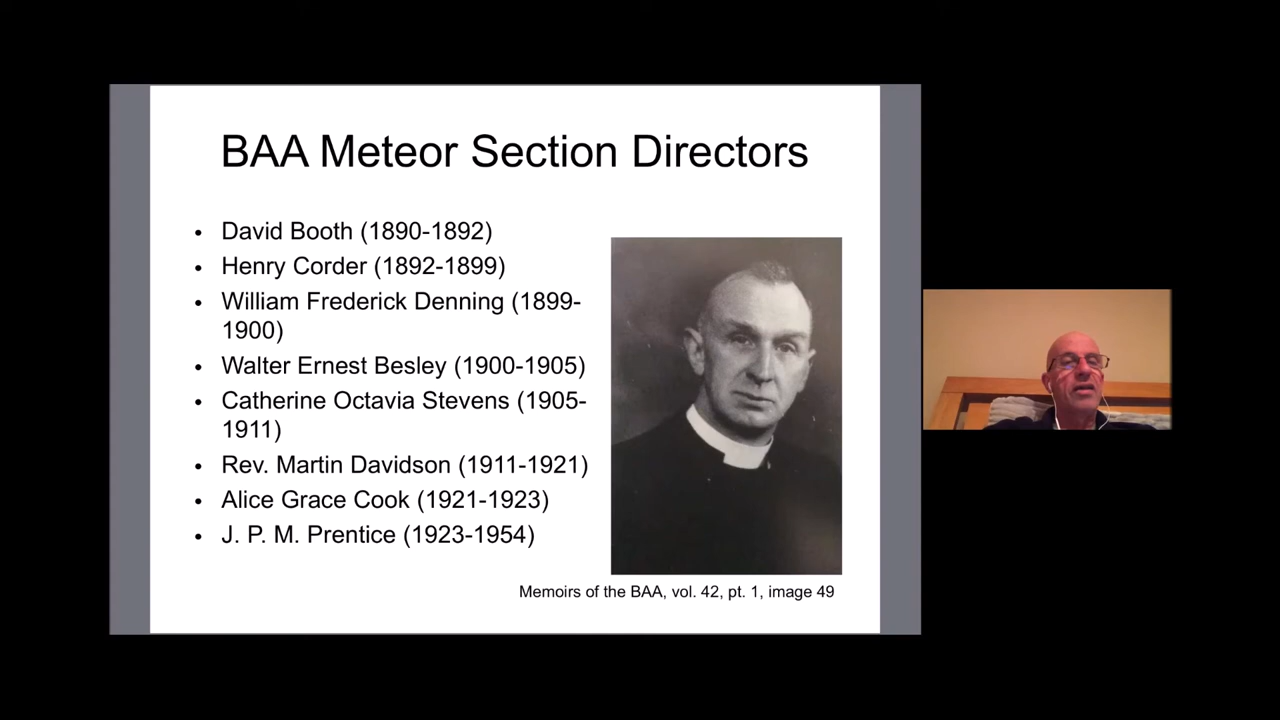 BAA Meteor Section Directors
• David Booth (1890-1892)
• Henry Corder (1892-1899)
• William Frederick Denning (1899-
1900)
• Walter Ernest Besley (1900-1905)
• Catherine Octavia Stevens (1905-
1911)
• Rev. Martin Davidson (1911-1921)
• Alice Grace Cook (1921-1923)
• J. P. M. Prentice (1923-1954)
Memoirs of the BAA, vol. 42, pt. 1, image 49